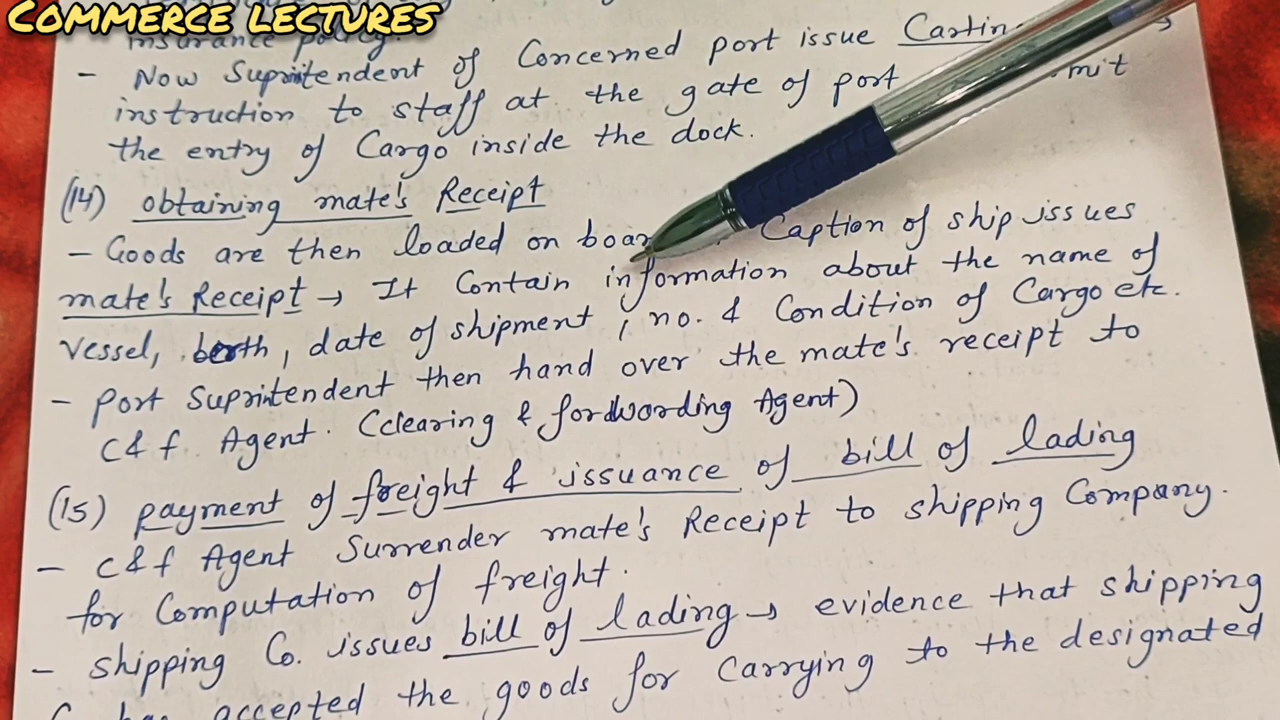 COMMERCE LECTURES
insurance policy.
- Now Supritendent of Concerned port issue Cartin →
instruction to staff at the gate of port mit
the entry of Cargo inside the dock.
(14) obtaining mate's Receipt
- Goods are then loaded on boar Caption of ship issues
mate's Receipt → It Contain information about the name of
vessel, berth, date of shipment, no. & Condition of Cargo etc.
- Port Supritendent then hand over the mate's receipt to
C & f Agent. (clearing & forwarding Agent)
(15) payment of freight & issuance of bill of lading
- C & f Agent Surrender mate's Receipt to shipping Company.
for Computation of freight.
- Shipping Co. issues bill of lading → evidence that shipping
accepted the goods for carrying to the designated